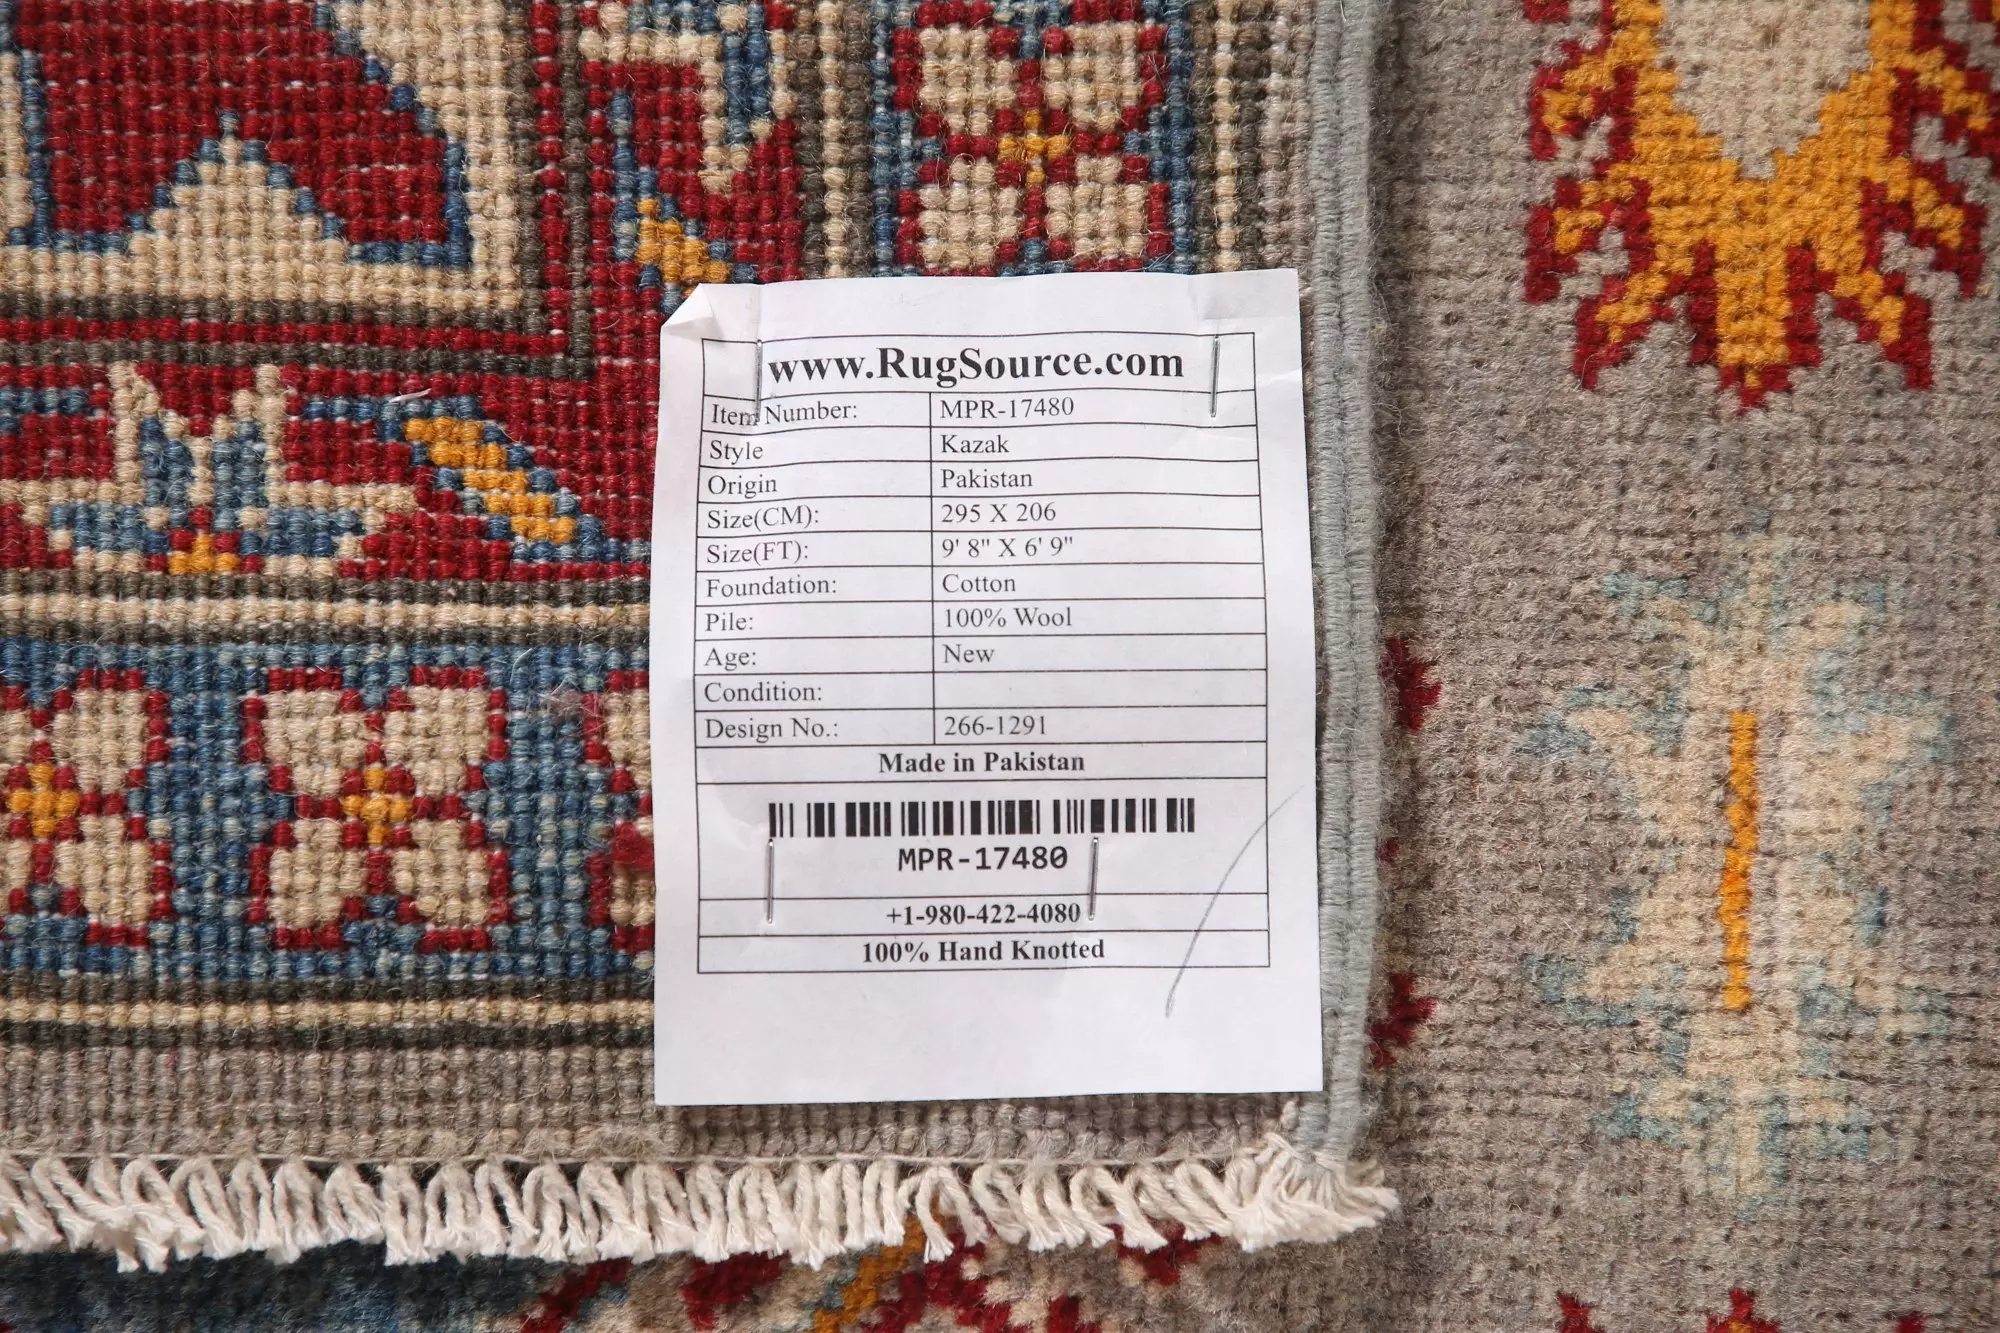 www.RugSource.com
Item Number: MPR-17480
Style Kazak
Origin Pakistan
Size(CM): 295 X 206
Size(FT): 9' 8" X 6' 9"
Foundation: Cotton
Pile: 100% Wool
Age: New
Condition:
Design No.: 266-1291
Made in Pakistan
MPR-17480
+1-980-422-4080
100% Hand Knotted